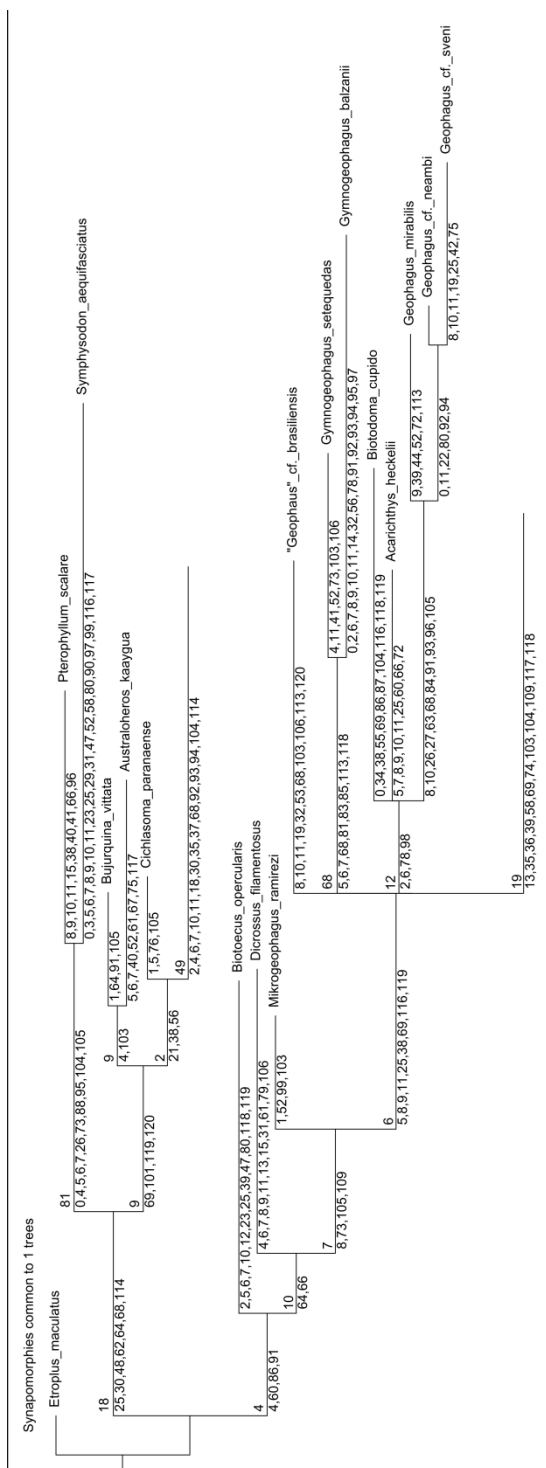 Synapomorphies common to 1 trees
Etroplus_maculatus
18
25,30,48,62,64,68,114
81
0,4,5,6,7,26,73,88,95,104,105
Pterophyllum_scalare
8,9,10,11,15,38,40,41,66,96
Symphysodon_aequifasciatus
0,3,5,6,7,8,9,10,11,23,25,29,31,47,52,58,80,90,97,99,116,117
9
69,101,119,120
9
4,103
Bujurquina_vittata
1,64,91,105
Australoheros_kaaygua
5,6,7,40,52,61,67,75,117
2
21,38,56
Cichlasoma_paranaense
1,5,76,105
49
2,4,6,7,10,11,18,30,35,37,68,92,93,94,104,114
4
4,60,86,91
Biotoecus_opercularis
2,5,6,7,10,12,23,25,39,47,80,118,119
10
64,66
Dicrossus_filamentosus
4,6,7,8,9,11,13,15,31,61,79,106
7
8,73,105,109
Mikrogeophagus_ramirezi
1,52,99,103
6
5,8,9,11,25,38,69,116,119
"Geophaus"_cf._brasiliensis
8,10,11,19,32,53,68,103,106,113,120
68
5,6,7,68,81,83,85,113,118
Gymnogeophagus_setequedas
4,11,41,52,73,103,106
Gymnogeophagus_balzanii
0,2,6,7,8,9,10,11,14,32,56,78,91,92,93,94,95,97
12
2,6,78,98
Biotodoma_cupido
0,34,38,55,69,86,87,104,116,118,119
Acarichthys_heckelii
5,7,8,9,10,11,25,60,66,72
8,10,26,27,63,68,84,91,93,96,105
Geophagus_mirabilis
9,39,44,52,72,113
0,11,22,80,92,94
Geophagus_cf._neambi
Geophagus_cf._sveni
8,10,11,19,25,42,75
19
13,35,36,39,58,69,74,103,104,109,117,118